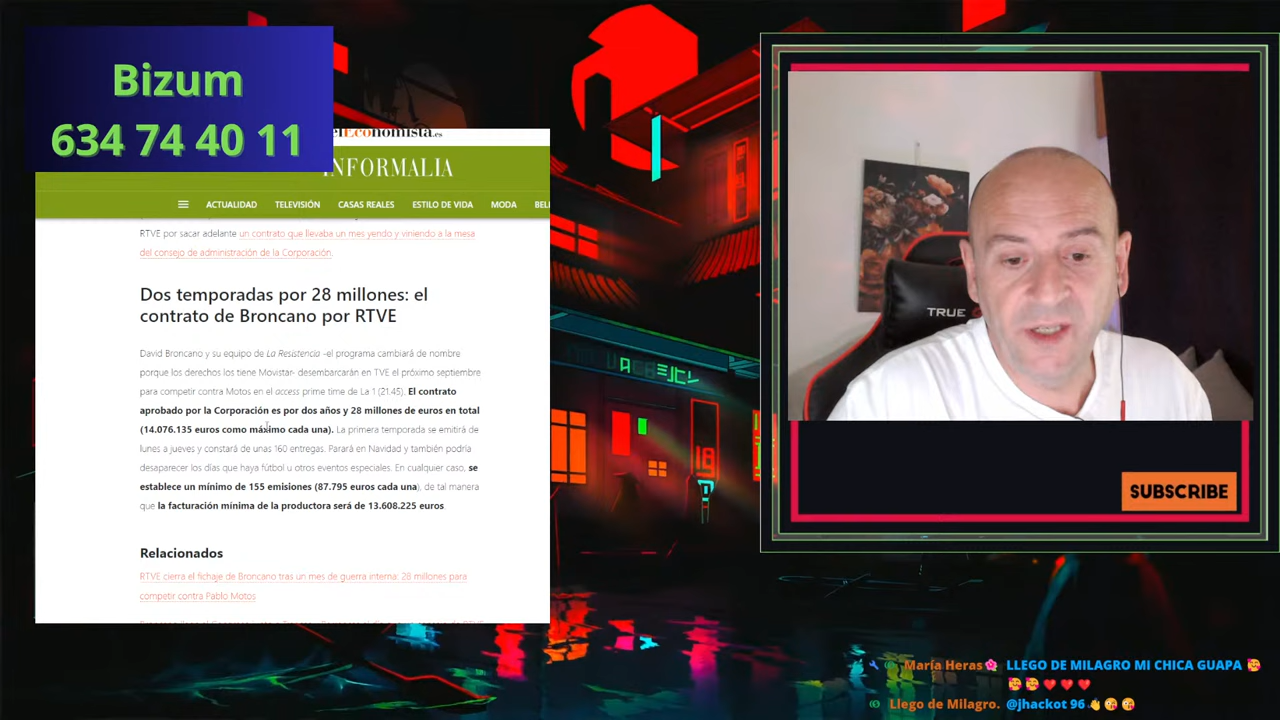 Bizum
634 74 40 11
elEconomista.es
INFORMALIA
ACTUALIDAD TELEVISIÓN CASAS REALES ESTILO DE VIDA MODA
RTVE por sacar adelante un contrato que llevaba un mes yendo y viniendo a la mesa
del consejo de administración de la Corporación.
Dos temporadas por 28 millones: el
contrato de Broncano por RTVE
David Broncano y su equipo de La Resistencia -el programa cambiará de nombre
porque los derechos los tiene Movistar- desembarcarán en TVE el próximo septiembre
para competir contra Motos en el access prime time de La 1 (21.45). El contrato
aprobado por la Corporación es por dos años y 28 millones de euros en total
(14.076.135 euros como máximo cada una). La primera temporada se emitirá de
lunes a jueves y constará de unas 160 entregas. Parará en Navidad y también podría
desaparecer los días que haya fútbol u otros eventos especiales. En cualquier caso, se
establece un mínimo de 155 emisiones (87.795 euros cada una), de tal manera
que la facturación mínima de la productora será de 13.608.225 euros
Relacionados
RTVE cierra el fichaje de Broncano tras un mes de guerra interna: 28 millones para
competir contra Pablo Motos
TRUE
SUBSCRIBE
María Heras🌸 LLEGO DE MILAGRO MI CHICA GUAPA 🥰
🥰🥰❤️❤️❤️
Llego de Milagro. @jhackot 96👋😘😘